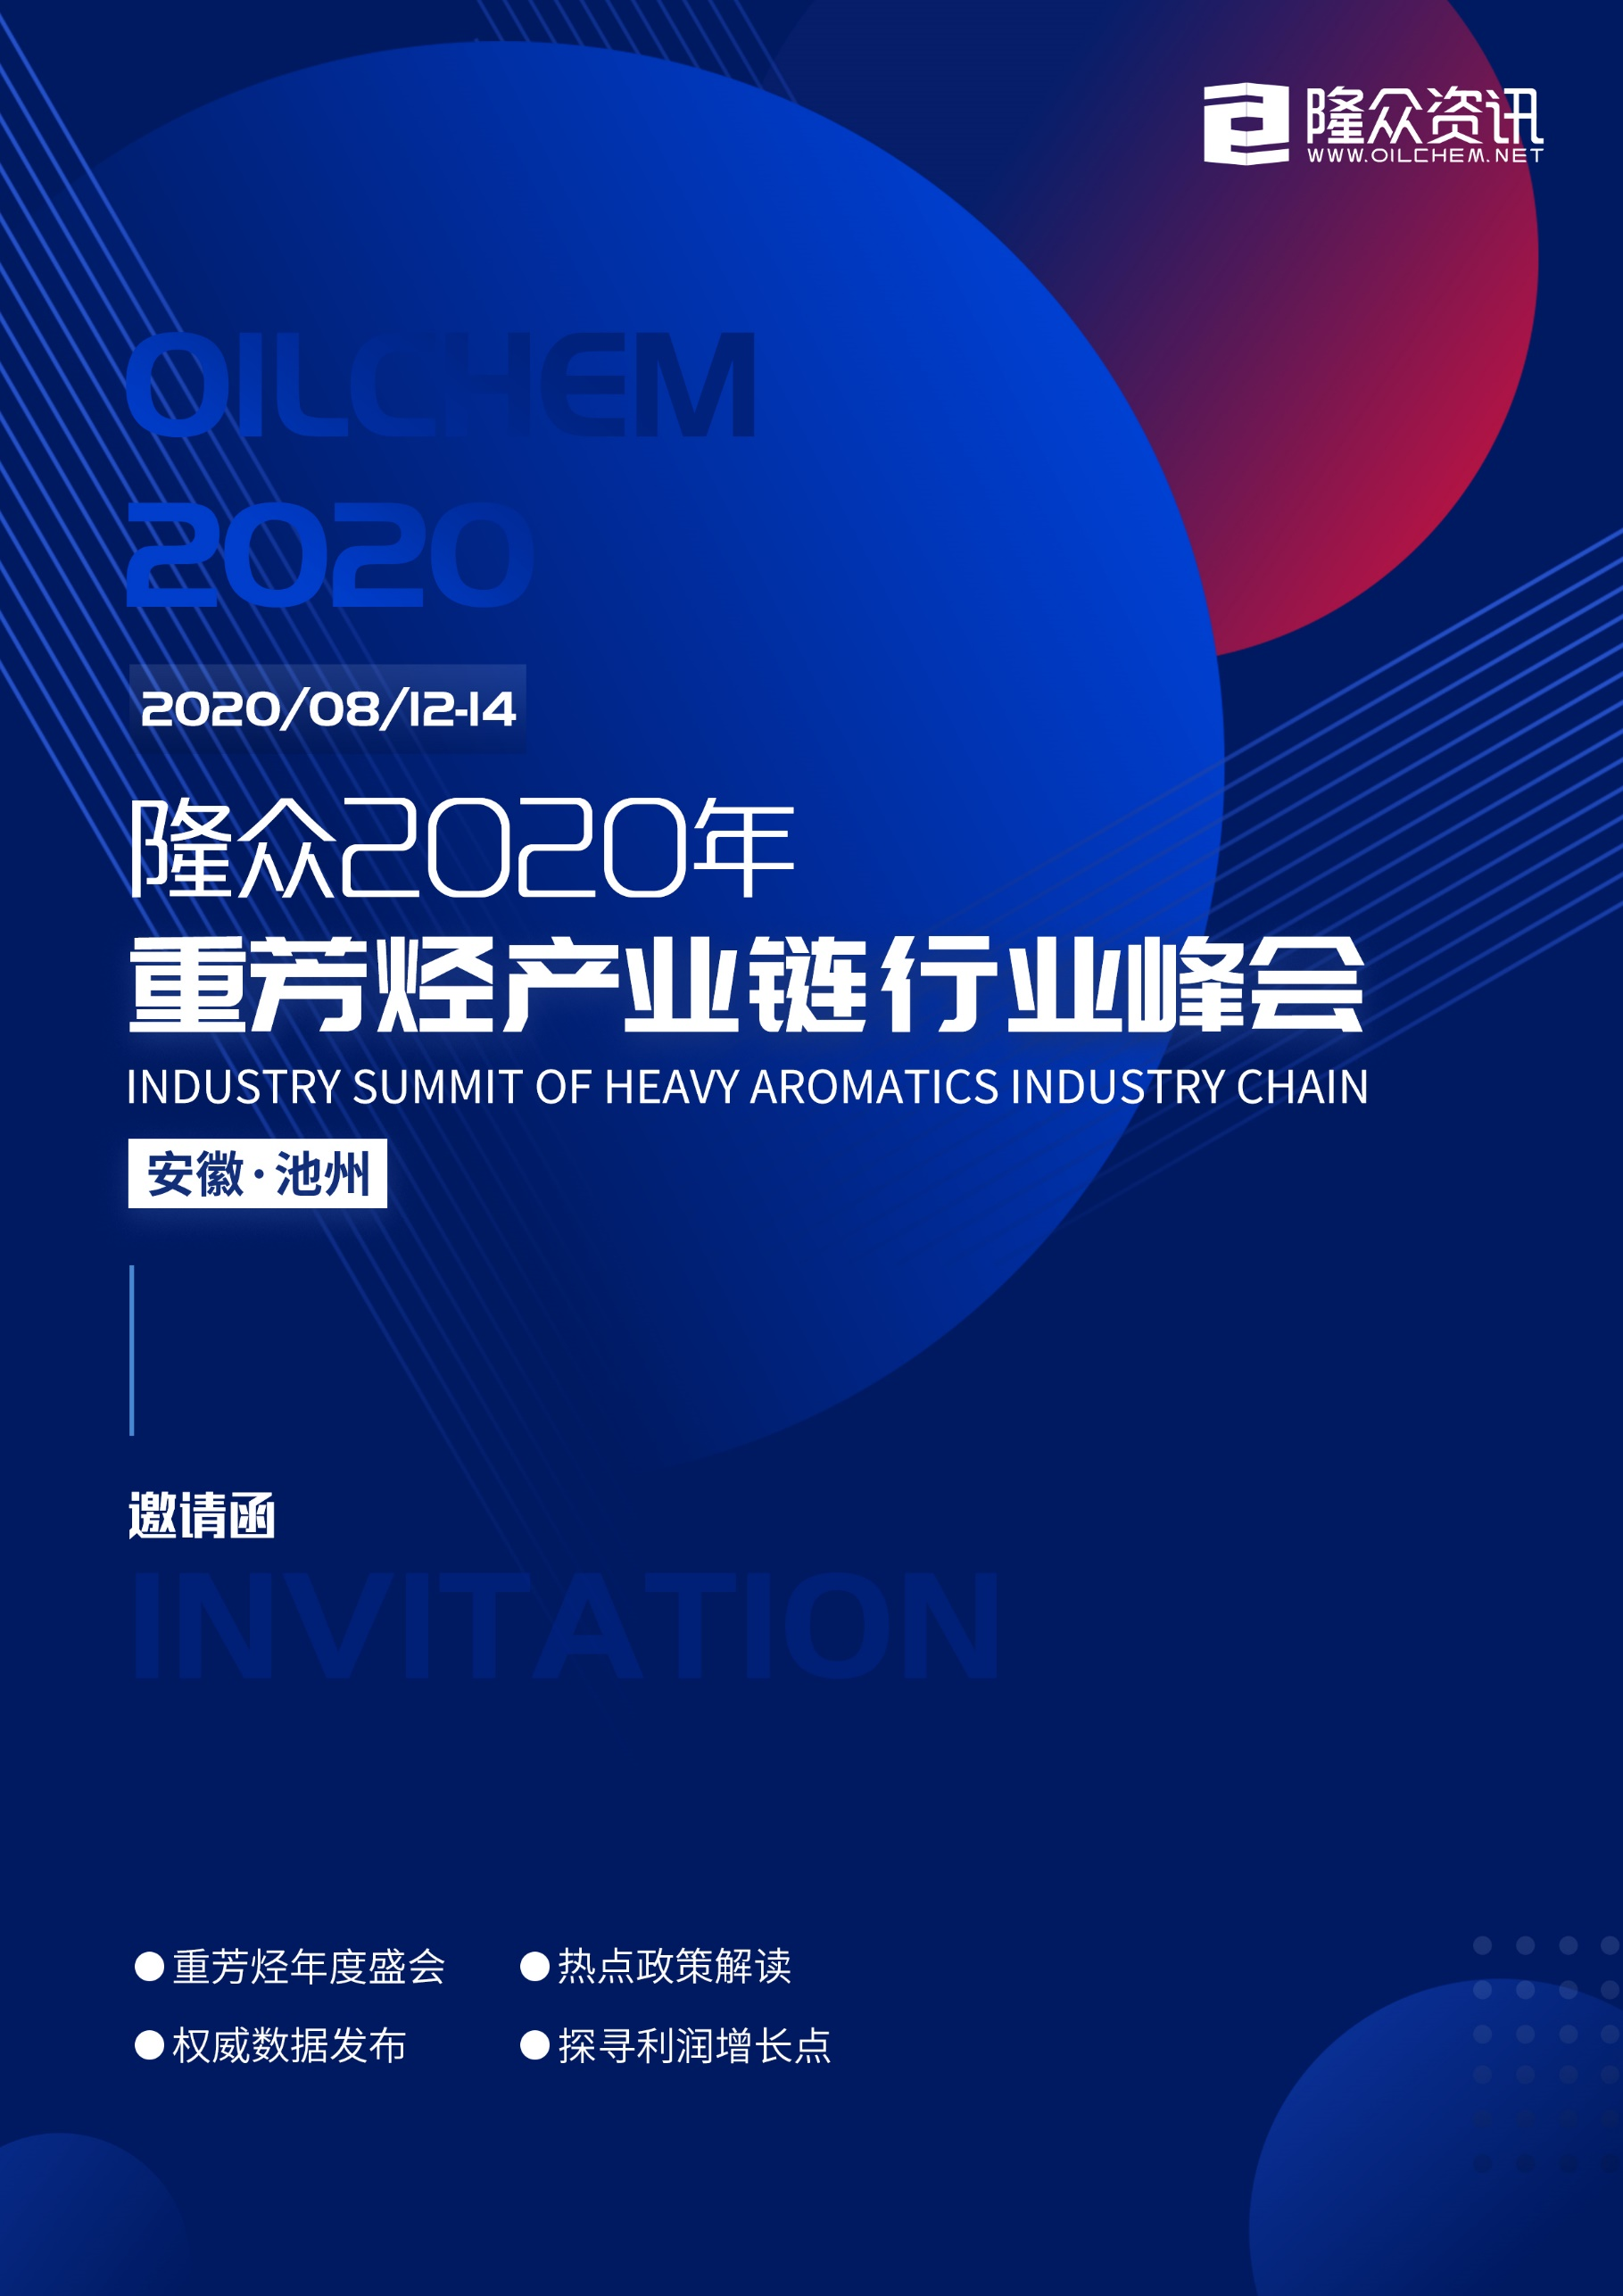 隆众资讯
WWW.OILCHEM.NET
OILCHEM
2020
2020/08/12-14
隆众2020年
重芳烃产业链行业峰会
INDUSTRY SUMMIT OF HEAVY AROMATICS INDUSTRY CHAIN
安徽·池州
邀请函
INVITATION
●重芳烃年度盛会 ●热点政策解读
●权威数据发布 ●探寻利润增长点